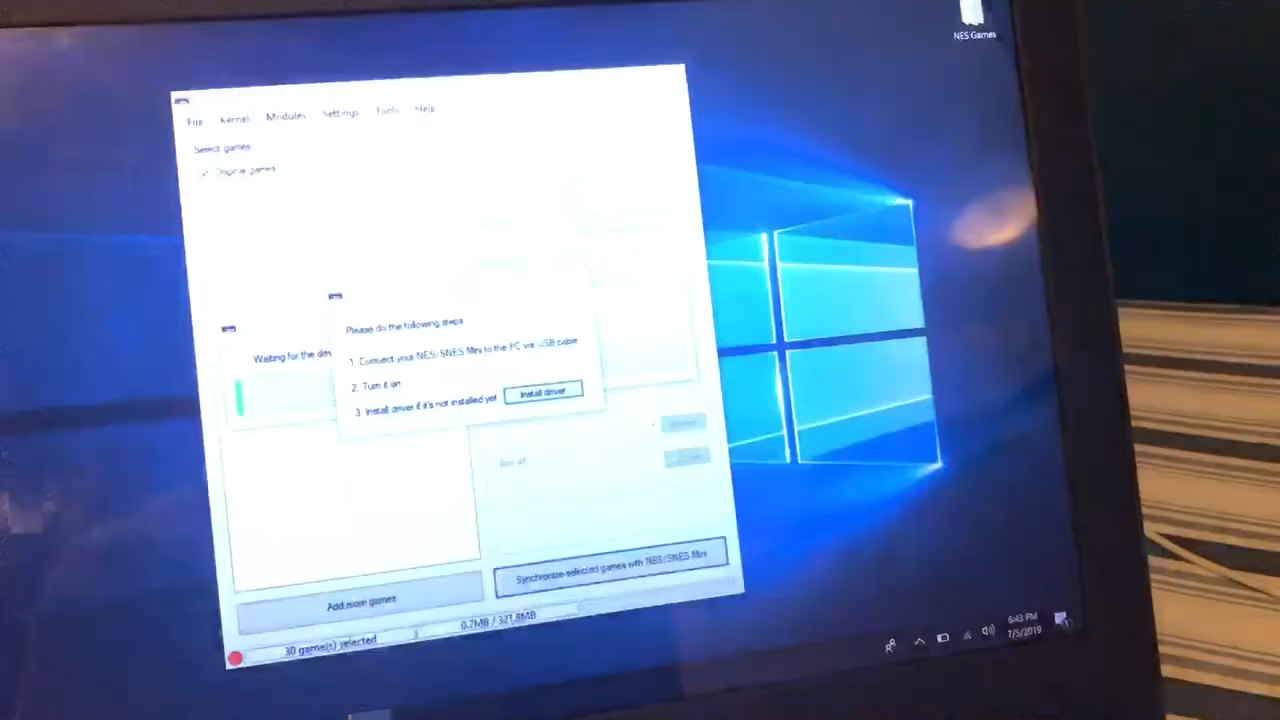 NES Games
File Kernel Modules Settings Tools Help
Select games
Original games
Please do the following steps
1. Connect your NES/SNES Mini to the PC via USB cable
Waiting for the
2. Turn it on
3. Install driver if it's not installed yet
Install driver
Synchronize selected games with NES/SNES Mini
Add more games
30 game(s) selected
0.7MB / 321.8MB
6:43 PM
7/5/2019